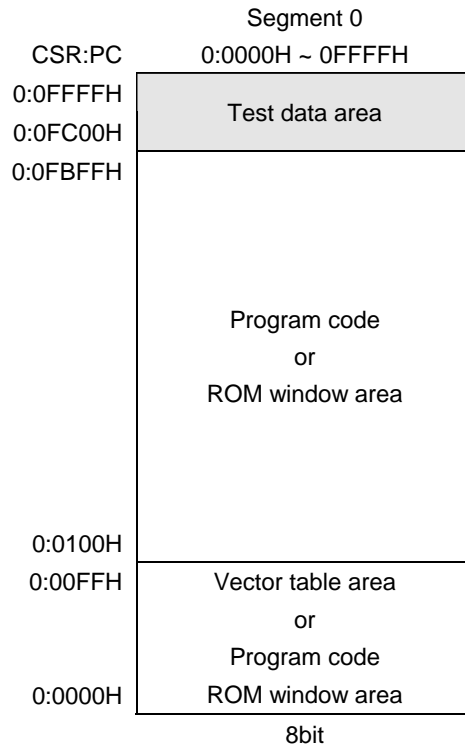 Segment 0
CSR:PC 0:0000H ~ 0FFFFH
0:0FFFFH
Test data area
0:0FC00H
0:0FBFFH
Program code
or
ROM window area
0:0100H
0:00FFH Vector table area
or
Program code
0:0000H ROM window area
8bit